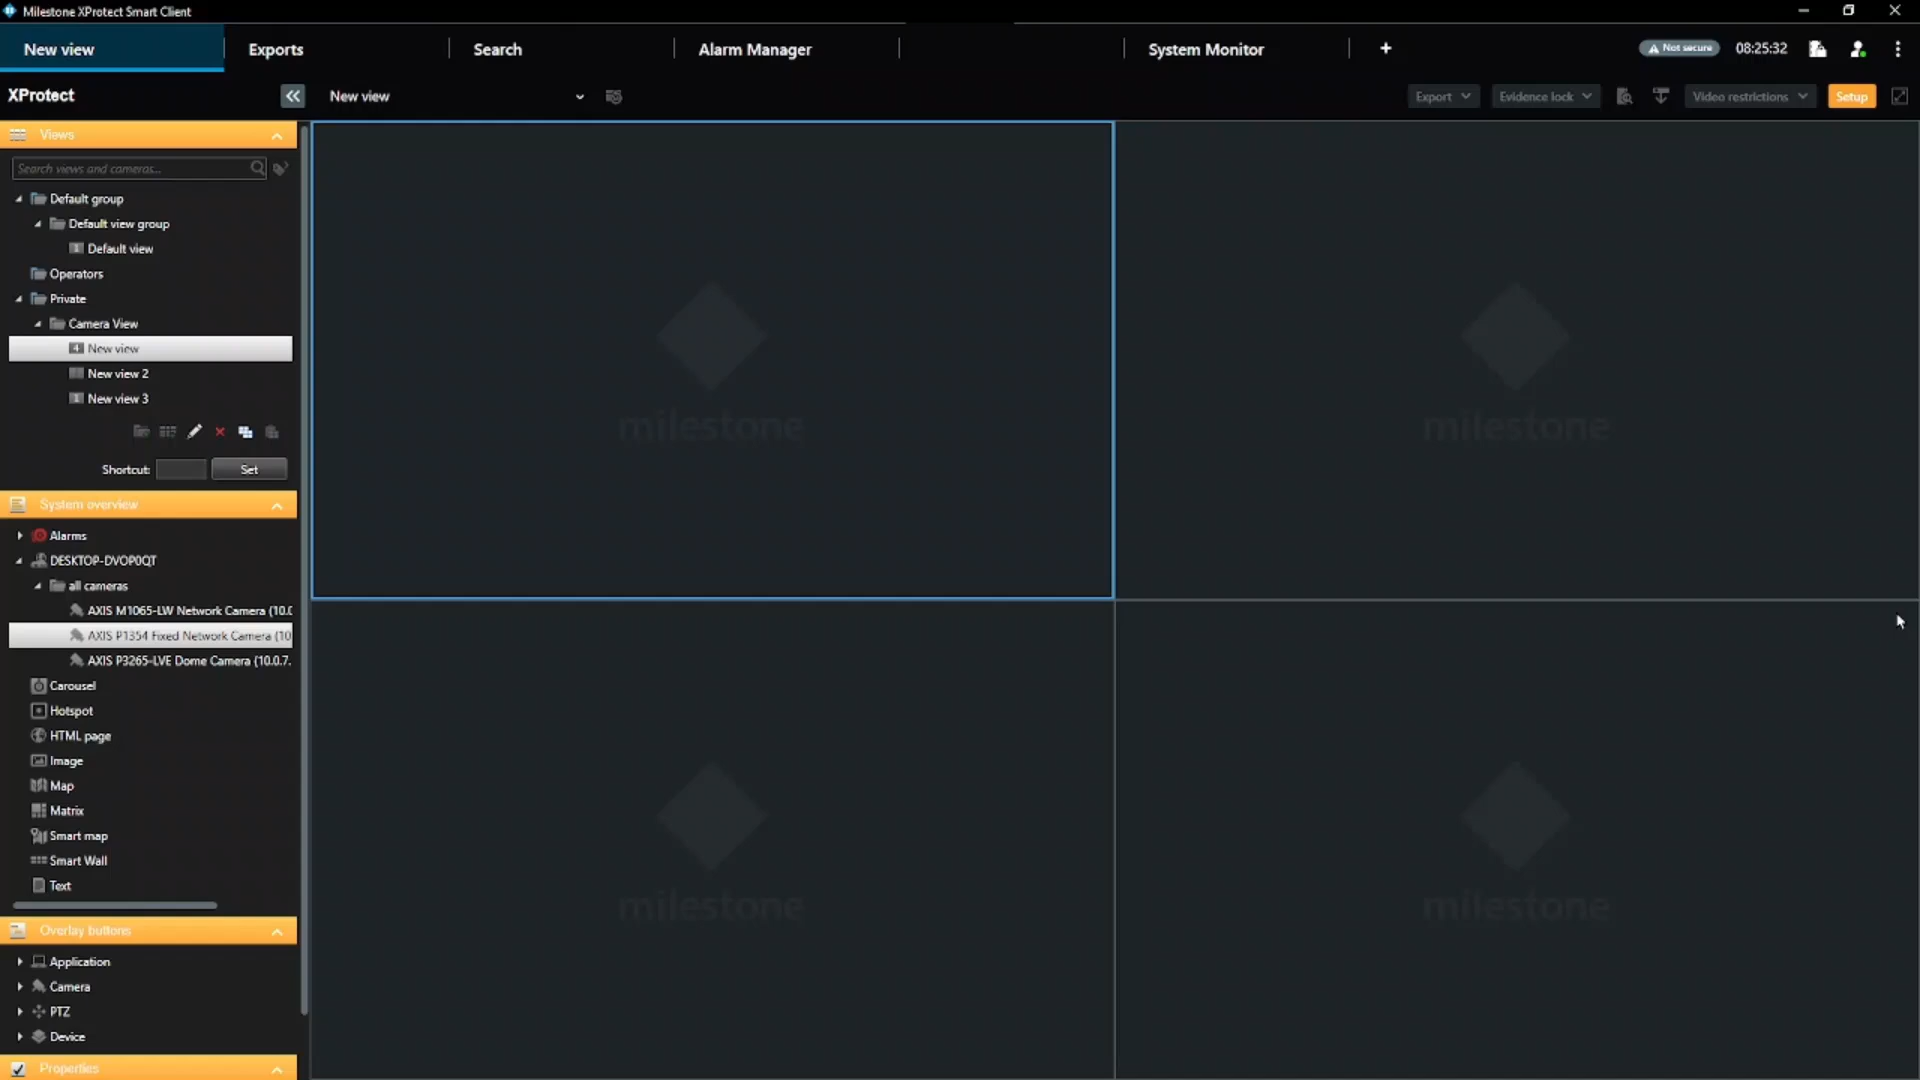 Milestone XProtect Smart Client
New view
Exports
Search
Alarm Manager
System Monitor
+
Not secure
08:25:32
XProtect
New view
Export
Evidence lock
Video restrictions
Setup
Views
Search views and cameras...
Default group
Default view group
1 Default view
Operators
Private
Camera View
4 New view
New view 2
1 New view 3
Shortcut:
Set
System overview
Alarms
DESKTOP-DVOP0QT
all cameras
AXIS M1065-LW Network Camera (10.0
AXIS P1354 Fixed Network Camera (10
AXIS P3265-LVE Dome Camera (10.0.7.
Carousel
Hotspot
HTML page
Image
Map
Matrix
Smart map
Smart Wall
Text
Overlay buttons
Application
Camera
PTZ
Device
Properties
milestone
milestone
milestone
milestone